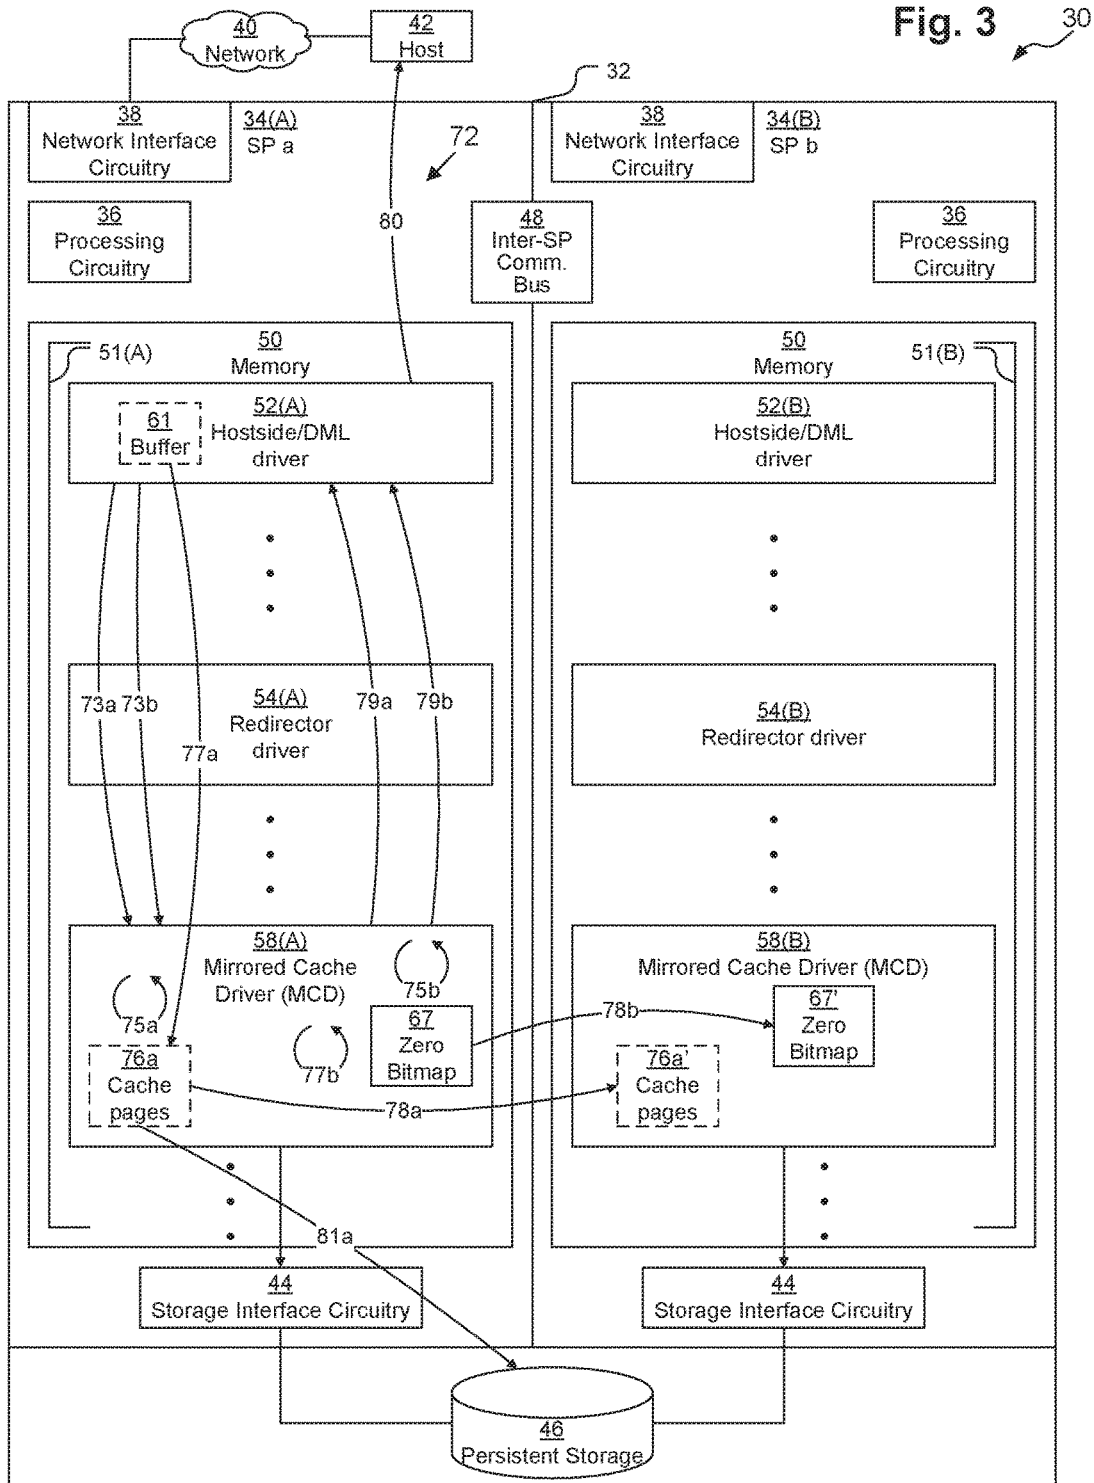 Fig. 3
30
40
Network
42
Host
32
38
Network Interface
Circuitry
34(A)
SP a
72
38
Network Interface
Circuitry
34(B)
SP b
36
Processing
Circuitry
80
48
Inter-SP
Comm.
Bus
36
Processing
Circuitry
51(A)
50
Memory
50
Memory
51(B)
61
Buffer
52(A)
Hostside/DML
driver
52(B)
Hostside/DML
driver
73a
73b
77a
54(A)
Redirector
driver
79a
79b
54(B)
Redirector driver
58(A)
Mirrored Cache
Driver (MCD)
75a
75b
76a
Cache
pages
77b
67
Zero
Bitmap
78a
78b
58(B)
Mirrored Cache Driver (MCD)
67'
Zero
Bitmap
76a'
Cache
pages
81a
44
Storage Interface Circuitry
44
Storage Interface Circuitry
46
Persistent Storage